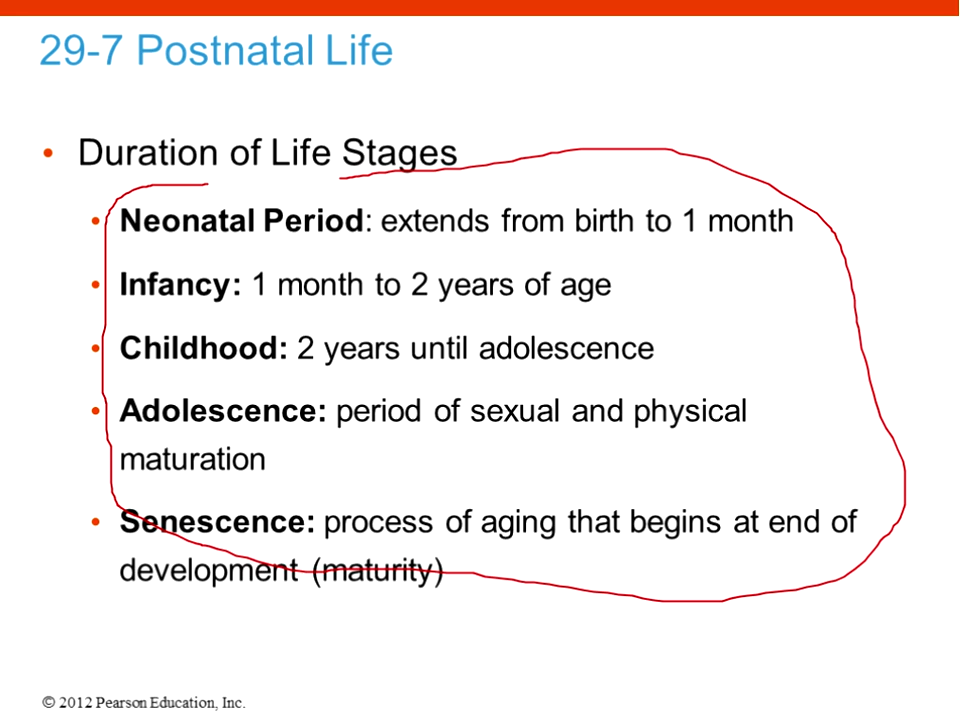 29-7 Postnatal Life
• Duration of Life Stages
• Neonatal Period: extends from birth to 1 month
• Infancy: 1 month to 2 years of age
• Childhood: 2 years until adolescence
• Adolescence: period of sexual and physical
maturation
• Senescence: process of aging that begins at end of
development (maturity)
© 2012 Pearson Education, Inc.